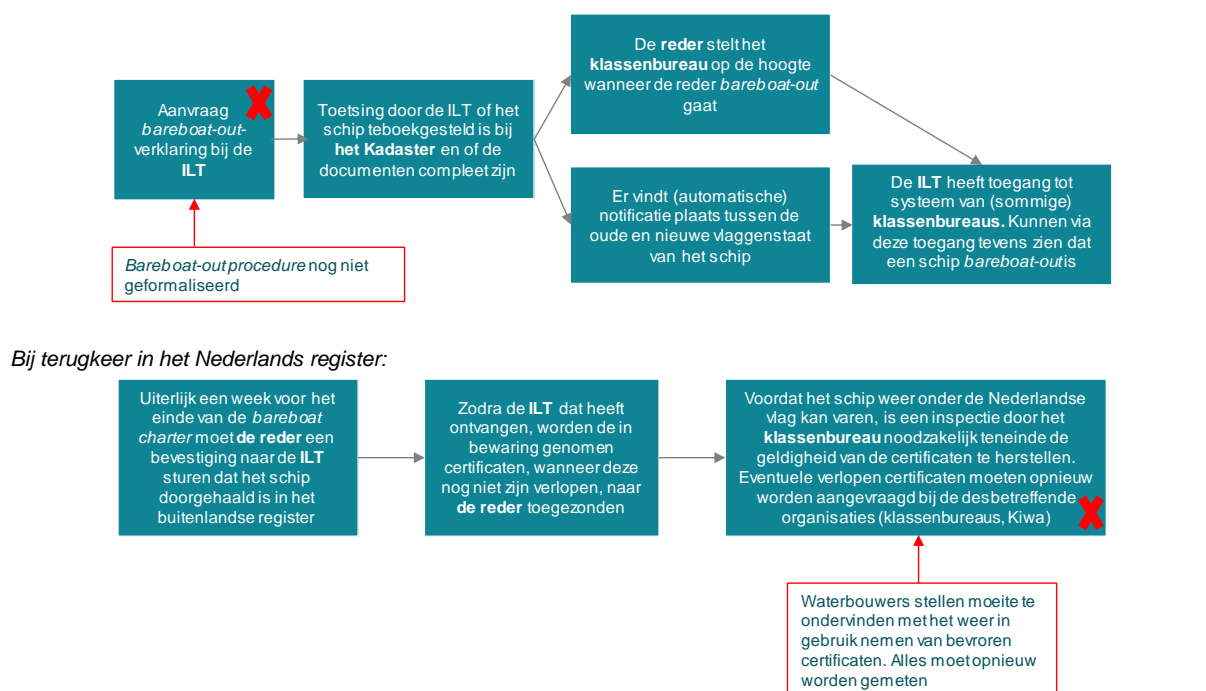 Aanvraag
bareboat-out-
verklaring bij de
ILT
Toetsing door de ILT of het
schip teboekgesteld is bij
het Kadaster en of de
documenten compleet zijn
De reder stelt het
klassenbureau op de hoogte
wanneer de reder bareboat-out
gaat
Er vindt (automatische)
notificatie plaats tussen de
oude en nieuwe vlaggenstaat
van het schip
De ILT heeft toegang tot
systeem van (sommige)
klassenbureaus. Kunnen via
deze toegang tevens zien dat
een schip bareboat-out is
Bareboat-out procedure nog niet
geformaliseerd
Bij terugkeer in het Nederlands register:
Uiterlijk een week voor het
einde van de bareboat
charter moet de reder een
bevestiging naar de ILT
sturen dat het schip
doorgehaald is in het
buitenlandse register
Zodra de ILT dat heeft
ontvangen, worden de in
bewaring genomen
certificaten, wanneer deze
nog niet zijn verlopen, naar
de reder toegezonden
Voordat het schip weer onder de Nederlandse
vlag kan varen, is een inspectie door het
klassenbureau noodzakelijk teneinde de
geldigheid van de certificaten te herstellen.
Eventuele verlopen certificaten moeten opnieuw
worden aangevraagd bij de desbetreffende
organisaties (klassenbureaus, Kiwa)
Waterbouwers stellen moeite te
ondervinden met het weer in
gebruik nemen van bevroren
certificaten. Alles moet opnieuw
worden gemeten